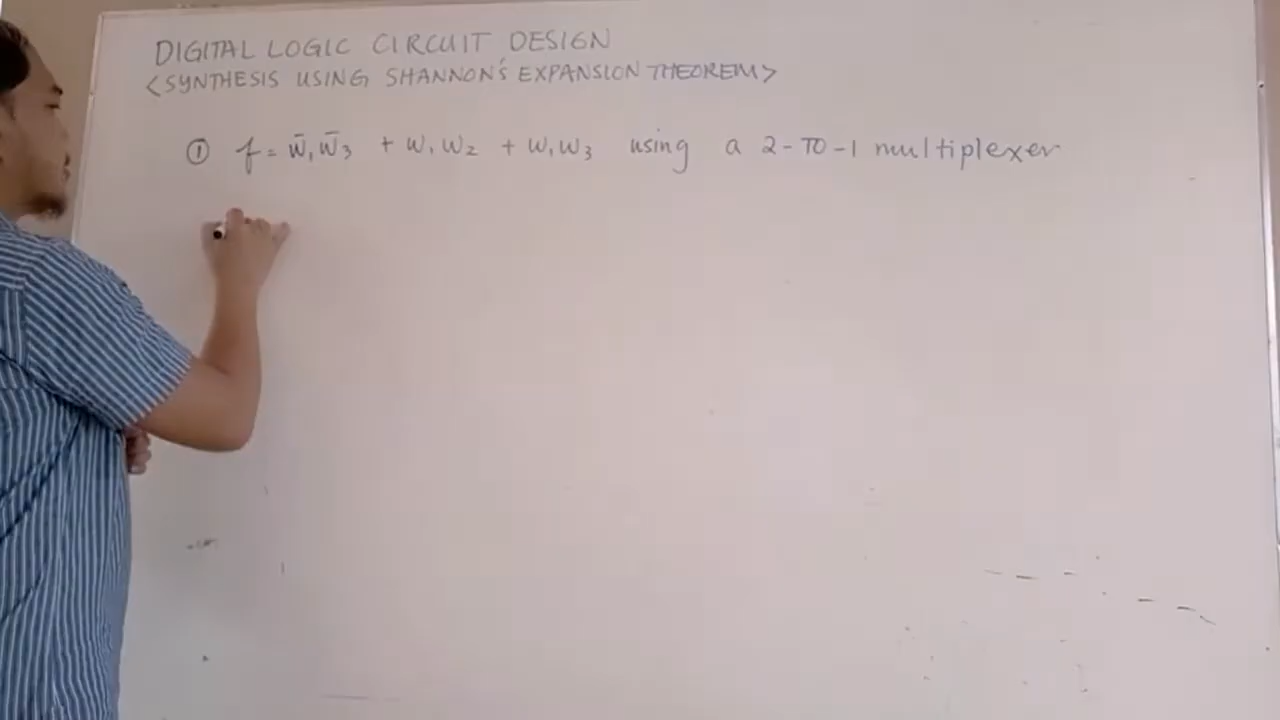 DIGITAL LOGIC CIRCUIT DESIGN
<SYNTHESIS USING SHANNON'S EXPANSION THEOREM>
① f = w̄₁w̄₃ + w₁w₂ + w₁w₃ using a 2-TO-1 multiplexer